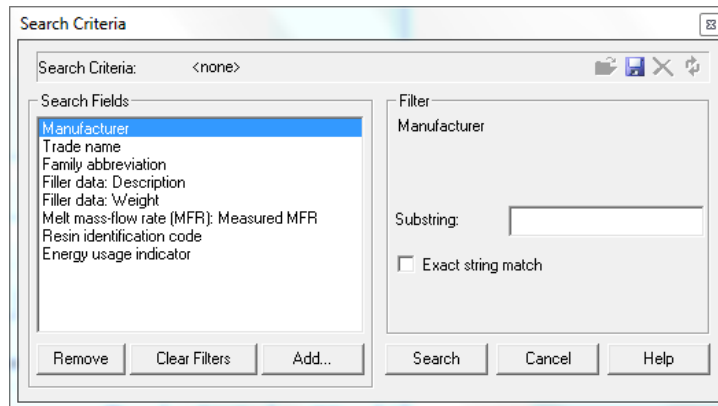 Search Criteria
Search Criteria: <none>
Search Fields
Manufacturer
Trade name
Family abbreviation
Filler data: Description
Filler data: Weight
Melt mass-flow rate (MFR): Measured MFR
Resin identification code
Energy usage indicator
Remove
Clear Filters
Add...
Filter
Manufacturer
Substring:
Exact string match
Search
Cancel
Help